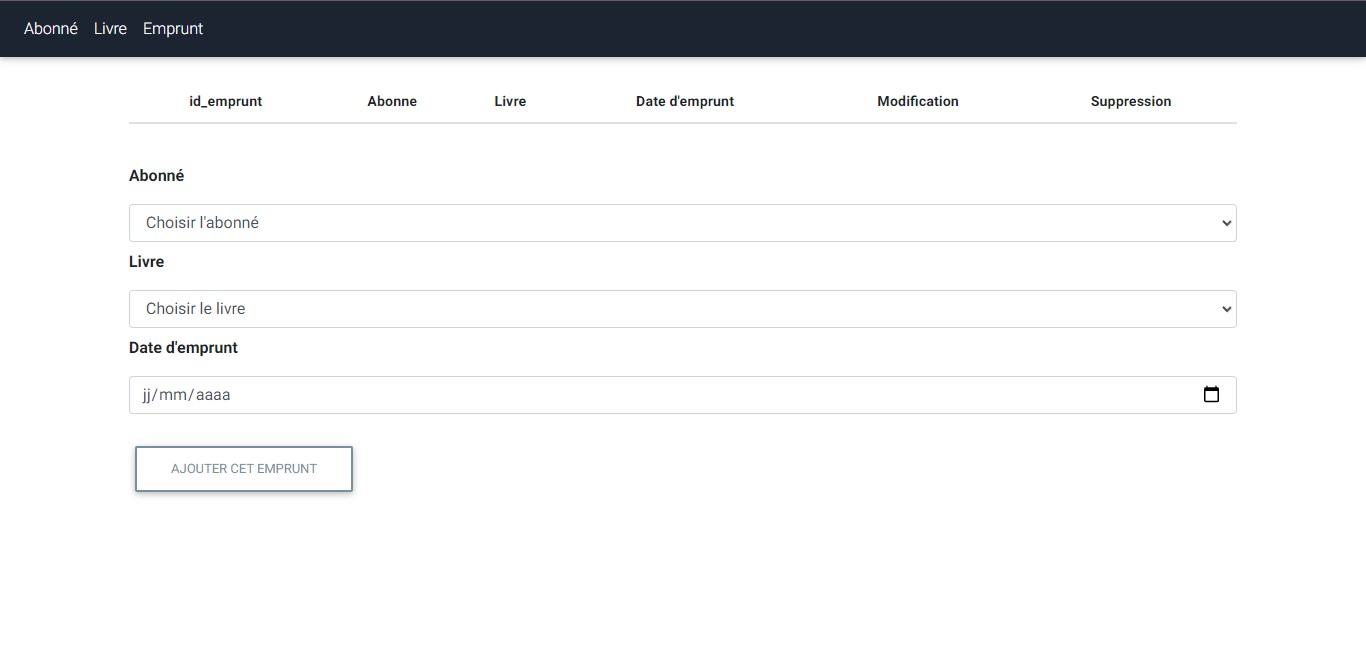 Abonné Livre Emprunt
id_emprunt Abonne Livre Date d'emprunt Modification Suppression
Abonné
Choisir l'abonné
Livre
Choisir le livre
Date d'emprunt
jj/mm/aaaa
AJOUTER CET EMPRUNT